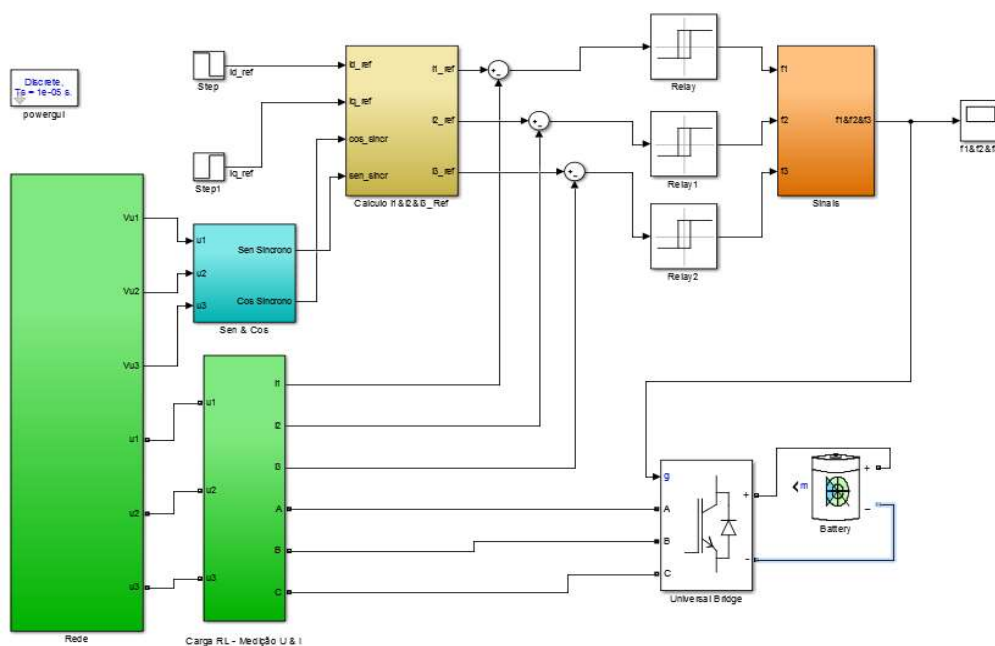 Discrete,
Ts = 1e-05 s.
powergui
Step
Id_ref
Step1
Iq_ref
Id_ref
Iq_ref
cos_sincr
sen_sincr
I1_ref
I2_ref
I3_ref
Calculo I1&I2&I3_Ref
Relay
Relay1
Relay2
f1
f2
f3
f1&f2&f3
Sinais
Vu1
Vu2
Vu3
u1
u2
u3
Rede
u1
u2
u3
Sen Sincrono
Cos Sincrono
Sen & Cos
u1
u2
u3
I1
I2
I3
A
B
C
Carga RL - Medição U & I
g
A
B
C
+
-
Universal Bridge
m
+
-
Battery